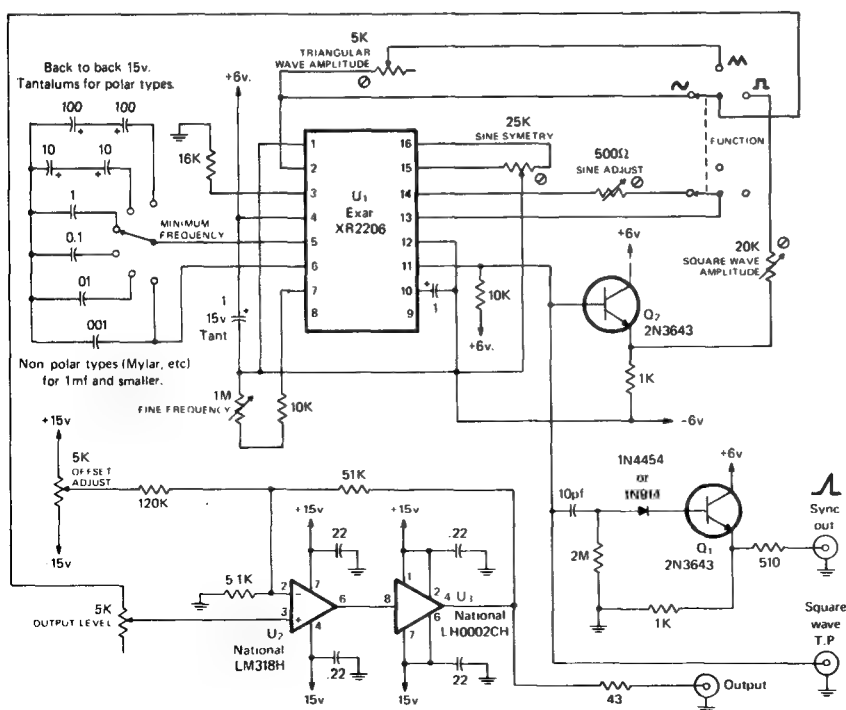 Back to back 15v.
Tantalums for polar types.
100 100
10 10
1
0.1
01
001
MINIMUM
FREQUENCY
Non polar types (Mylar, etc)
for 1mf and smaller.
+6v.
16K
1
15v
Tant
1M
FINE FREQUENCY
10K
1
2
3
4
5
6
7
8
U1
Exar
XR2206
16
15
14
13
12
11
10
9
5K
TRIANGULAR
WAVE AMPLITUDE
25K
SINE SYMETRY
500Ω
SINE ADJUST
FUNCTION
20K
SQUARE WAVE
AMPLITUDE
1
10K
+6v.
+6v
Q2
2N3643
1K
-6v
+15v
5K
OFFSET
ADJUST
15v
120K
51K
5 1K
5K
OUTPUT LEVEL
+15v
.22
2
3
7
6
4
U2
National
LM318H
.22
15v
+15v
.22
1
8
2
4
6
7
U3
National
LH0002CH
.22
15v
1N4454
or
1N914
10pf
2M
+6v
Q1
2N3643
1K
510
Sync
out
Square
wave
T.P
43
Output